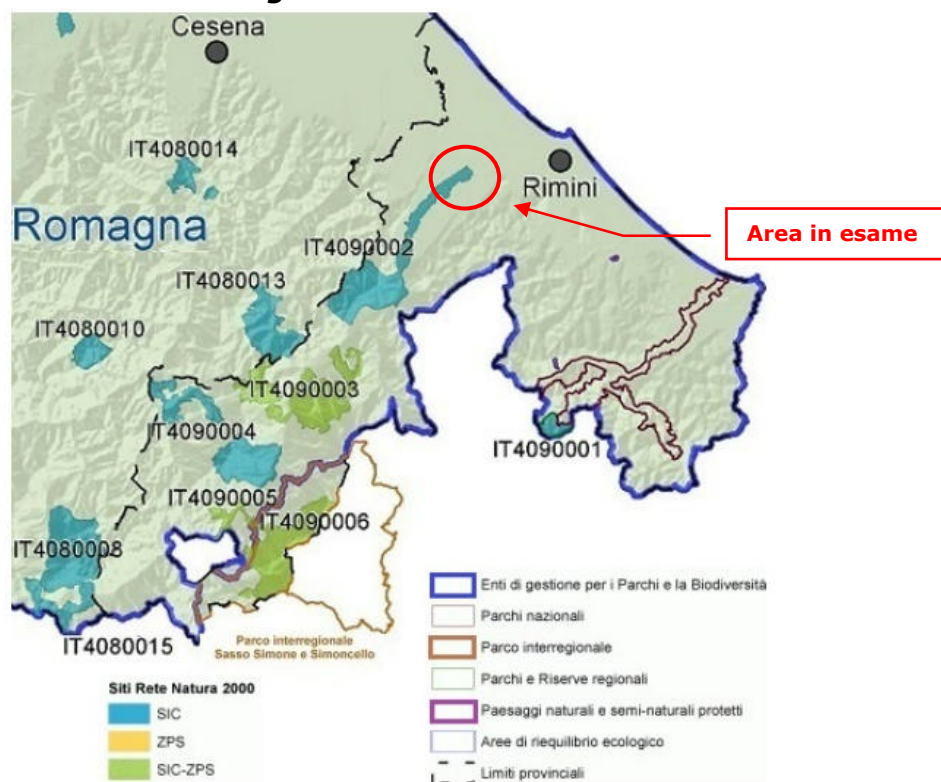 Cesena
IT4080014
Rimini
Romagna
Area in esame
IT4090002
IT4080013
IT4080010
IT4090003
IT4090004
IT4090001
IT4090005
IT4090006
IT4080008
IT4080015
Parco interregionale
Sasso Simone e Simoncello
Siti Rete Natura 2000
SIC
ZPS
SIC-ZPS
Enti di gestione per i Parchi e la Biodiversità
Parchi nazionali
Parco interregionale
Parchi e Riserve regionali
Paesaggi naturali e semi-naturali protetti
Aree di riequilibrio ecologico
Limiti provinciali